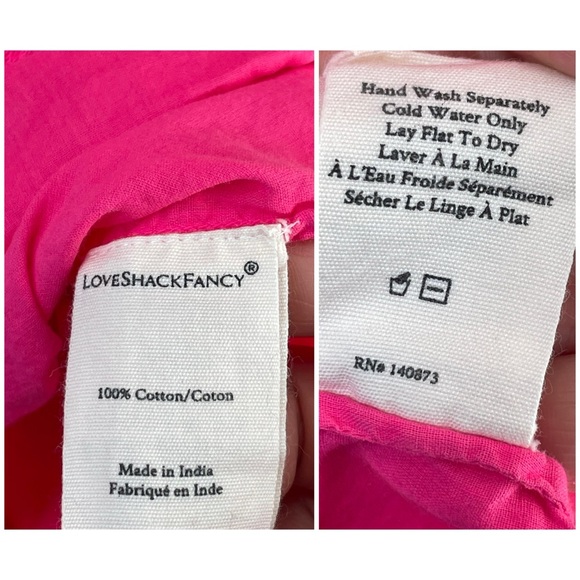 LOVESHACKFANCY®
100% Cotton/Coton
Made in India
Fabriqué en Inde
Hand Wash Separately
Cold Water Only
Lay Flat To Dry
Laver À La Main
À L'Eau Froide Séparément
Sécher Le Linge À Plat
RN# 140873